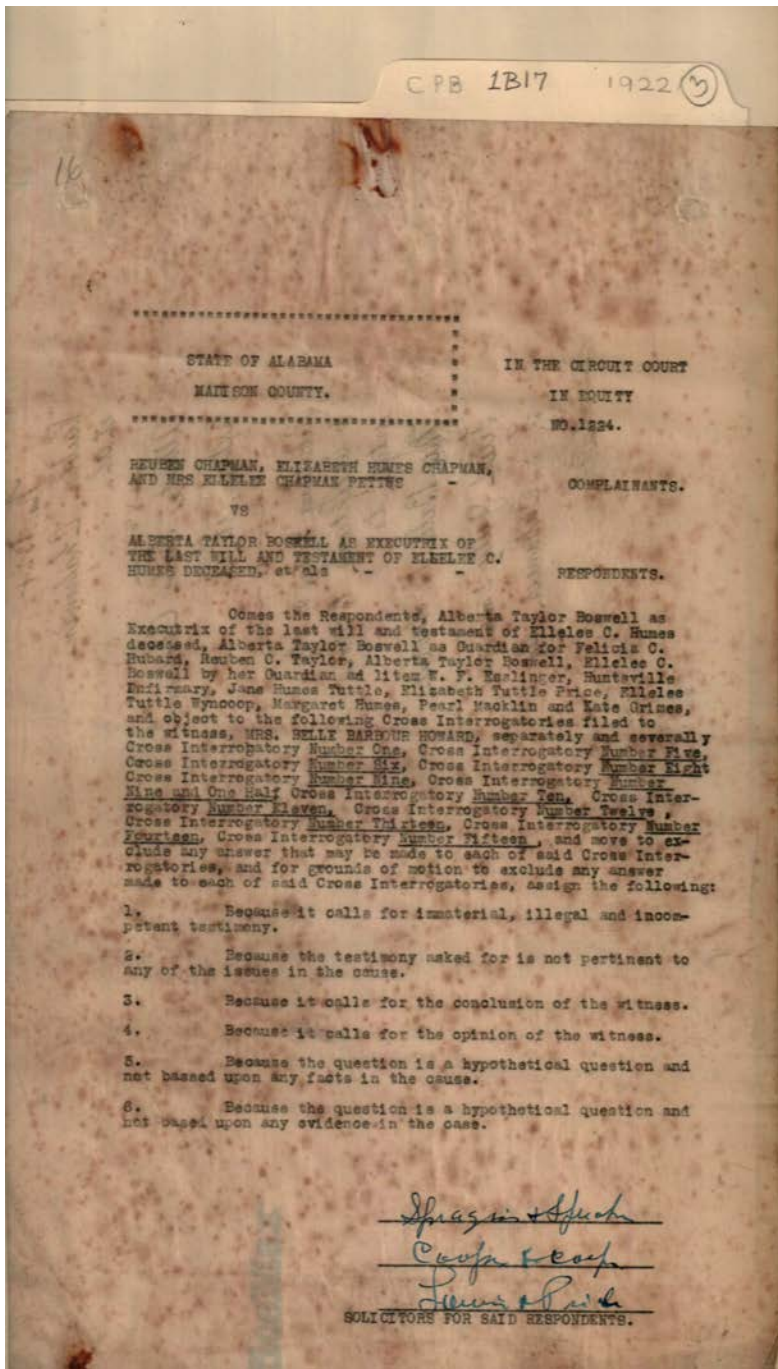 CPB 1B17 1922 3
16
STATE OF ALABAMA
MADISON COUNTY.
IN THE CIRCUIT COURT
IN EQUITY
NO.1224.
REUBEN CHAPMAN, ELIZABETH HUMES CHAPMAN,
AND MRS ELLELEE CHAPMAN PETTUS -
COMPLAINANTS.
VS
ALBERTA TAYLOR BOSWELL AS EXECUTRIX OF
THE LAST WILL AND TESTAMENT OF ELLELEE C.
HUMES DECEASED, et als - -
RESPONDENTS.
Comes the Respondents, Alberta Taylor Boswell as
Executrix of the last will and testament of Ellelee C. Humes
deceased, Alberta Taylor Boswell as Guardian for Felicia C.
Hubard, Reuben C. Taylor, Alberta Taylor Boswell, Ellelee C.
Boswell by her Guardian ad litem W. F. Esslinger, Huntsville
Infirmary, Jane Humes Tuttle, Elizabeth Tuttle Price, Ellelee
Tuttle Wyncoop, Margaret Humes, Pearl Macklin and Kate Grimes,
and object to the following Cross Interrogatories filed to
the witness, MRS. BELLE BARBOUR HOWARD, separately and severally
Cross Interrobatory Number One, Cross Interrogatory Number Five,
Cross Interrogatory Number Six, Cross Interrogatory Number Eight
Cross Interrogatory Number Nine, Cross Interrogatory Number
Nine and One Half Cross Interrogatory Number Ten, Cross Inter-
rogatory Number Eleven, Cross Interrogatory Number Twelve ,
Cross Interrogatory Number Thirteen, Cross Interrogatory Number
Fourteen, Cross Interrogatory Number Fifteen , and move to ex-
clude any answer that may be made to each of said Cross Inter-
rogatories, and for grounds of motion to exclude any answer
made to each of said Cross Interrogatories, assign the following:
1. Because it calls for immaterial, illegal and incom-
petent testimony.
2. Because the testimony asked for is not pertinent to
any of the issues in the cause.
3. Because it calls for the conclusion of the witness.
4. Because it calls for the opinion of the witness.
5. Because the question is a hypothetical question and
not bassed upon any facts in the cause.
6. Because the question is a hypothetical question and
not based upon any evidence in the case.
SOLICITORS FOR SAID RESPONDENTS.